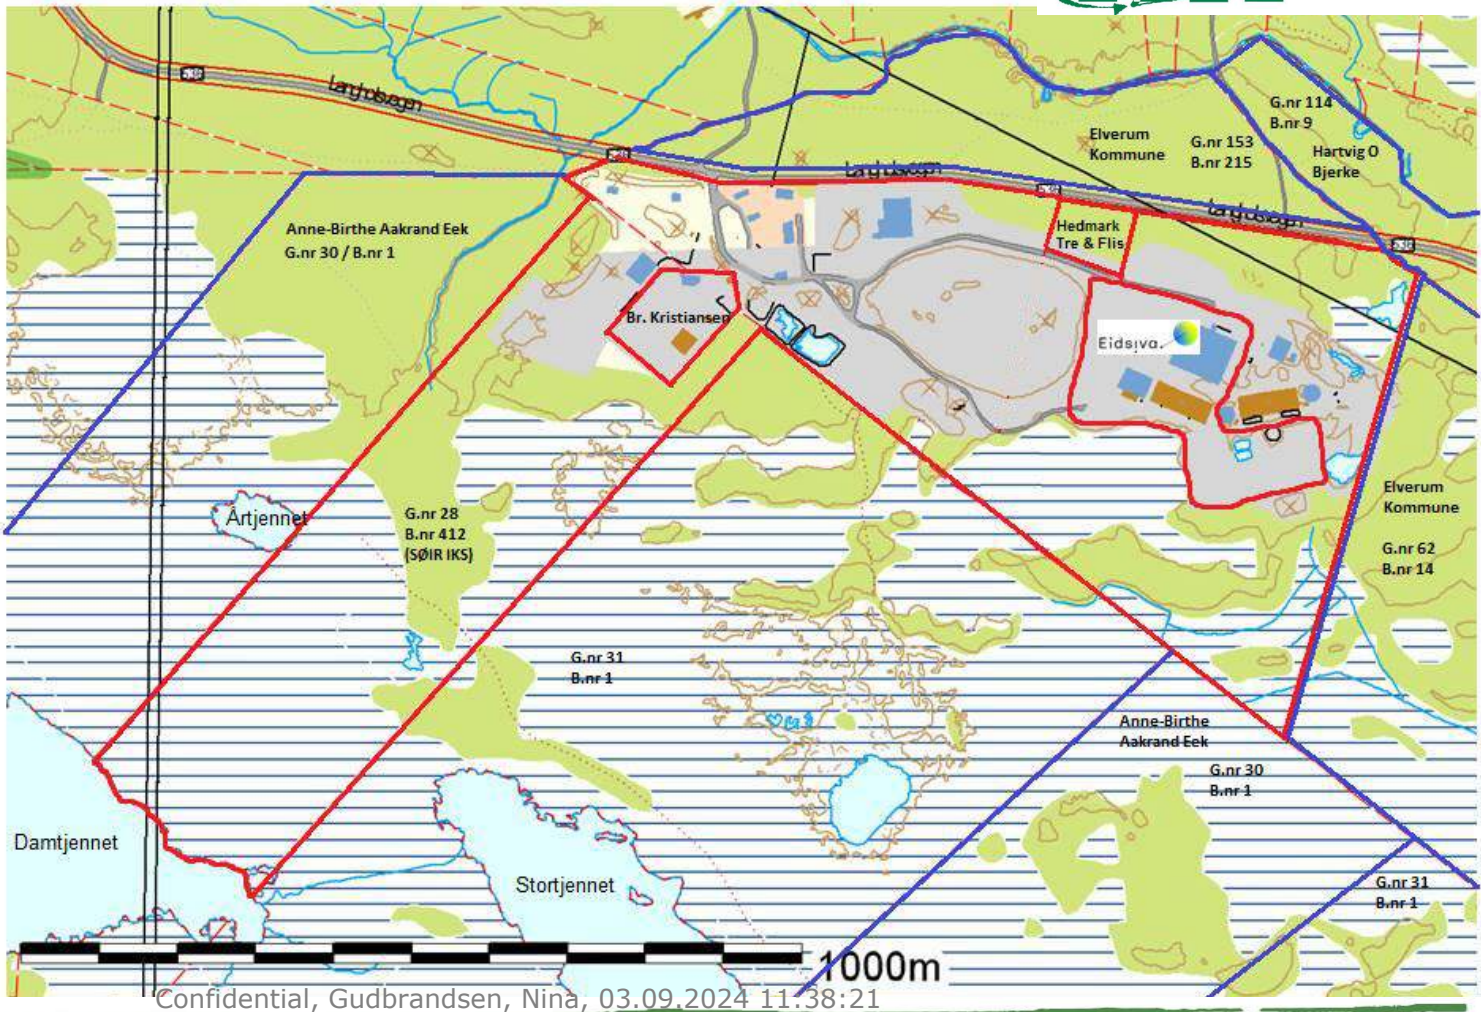 Langholsvegen
G.nr 114
B.nr 9
Elverum
Kommune
G.nr 153
B.nr 215
Hartvig O
Bjerke
Anne-Birthe Aakrand Eek
G.nr 30 / B.nr 1
Hedmark
Tre & Flis
Br. Kristiansen
Eidsiva.
Elverum
Kommune
G.nr 62
B.nr 14
Årtjennet
G.nr 28
B.nr 412
(SØIR IKS)
G.nr 31
B.nr 1
Anne-Birthe
Aakrand Eek
G.nr 30
B.nr 1
Damtjennet
Stortjennet
G.nr 31
B.nr 1
1000m
Confidential, Gudbrandsen, Nina, 03.09.2024 11:38:21